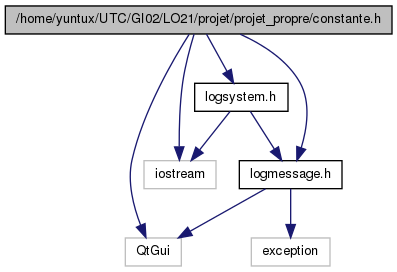 /home/yuntux/UTC/GI02/LO21/projet/projet_propre/constante.h
logsystem.h
iostream
logmessage.h
QtGui
exception